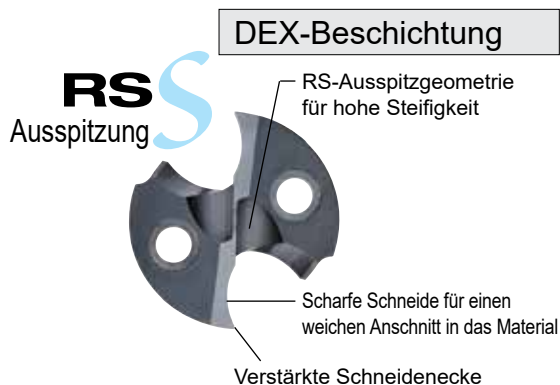 DEX-Beschichtung
RS S
Ausspitzung
RS-Ausspitzgeometrie
für hohe Steifigkeit
Scharfe Schneide für einen
weichen Anschnitt in das Material
Verstärkte Schneidenecke